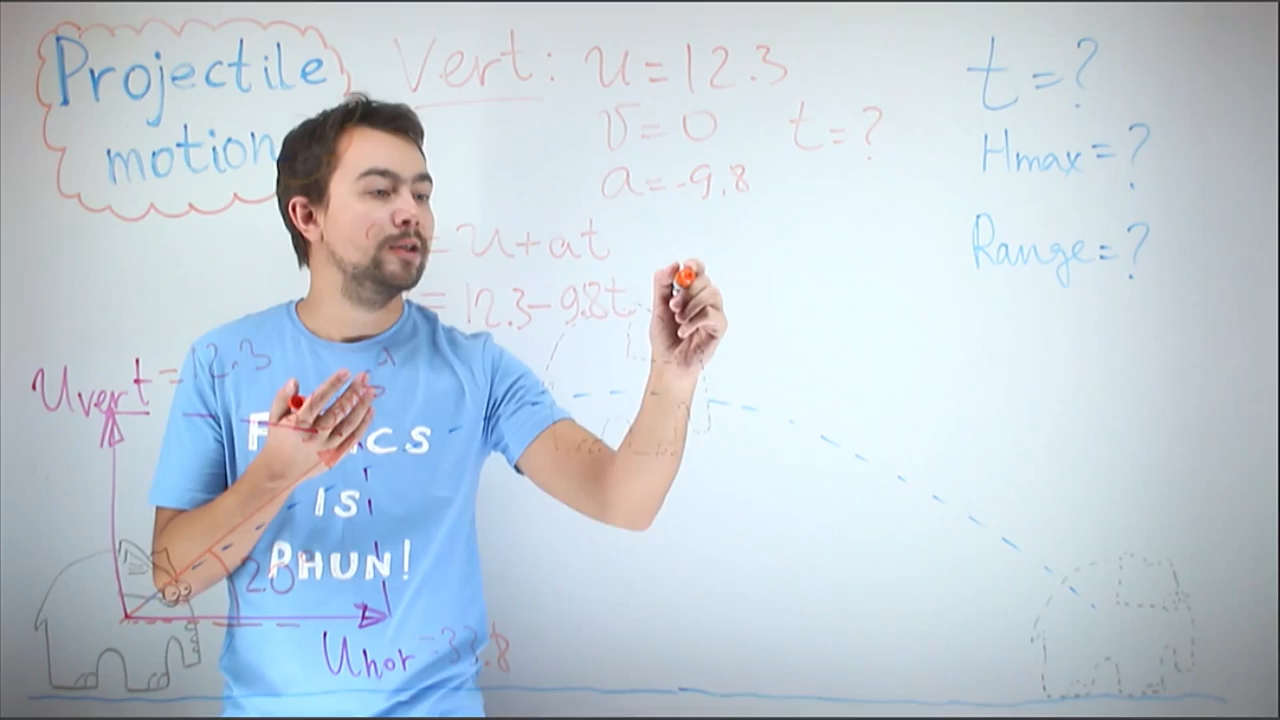 Projectile
motion
Vert: u=12.3
v=0 t=?
a=-9.8
= u+at
= 12.3-9.8t
t=?
Hmax=?
Range=?
Uvert=12.3
IS
PHUN!
Uhor=33.8